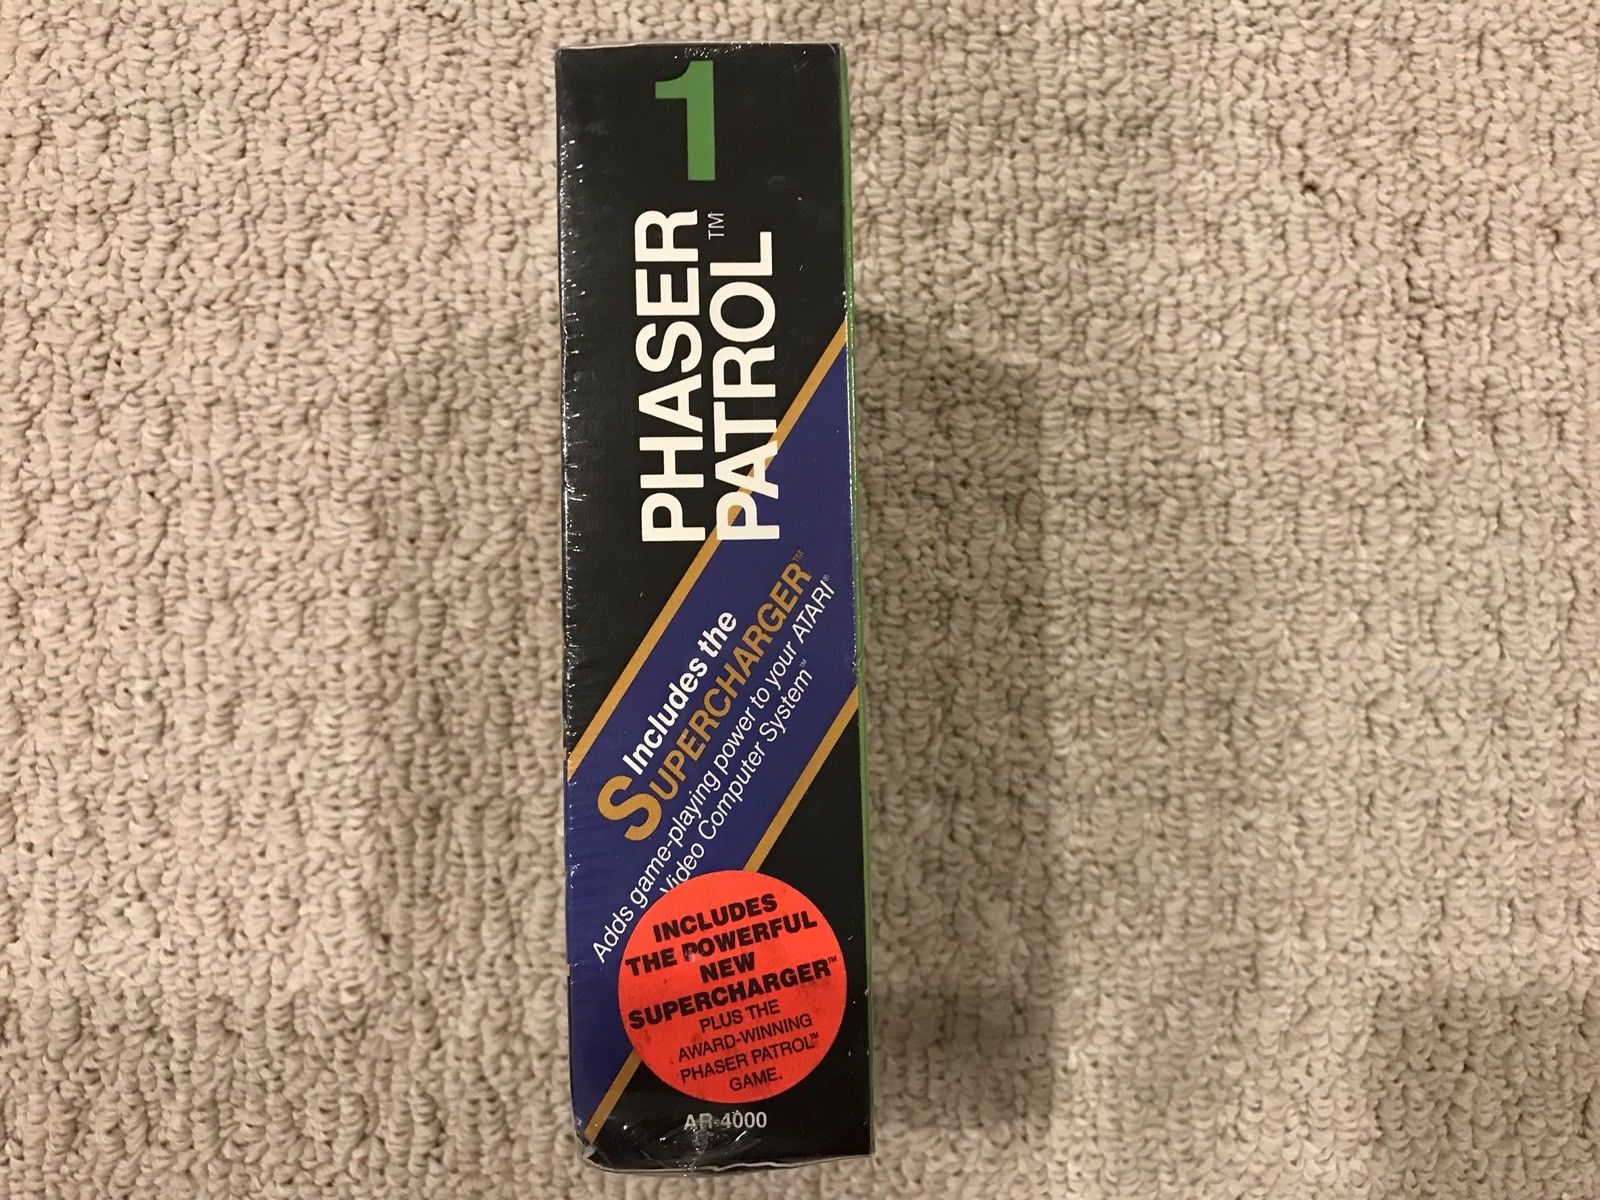 1
PHASER
PATROL™
Includes the
SUPERCHARGER™
Adds game-playing power to your ATARI®
Video Computer System™
INCLUDES
THE POWERFUL
NEW
SUPERCHARGER™
PLUS THE
AWARD-WINNING
PHASER PATROL™
GAME.
AR-4000